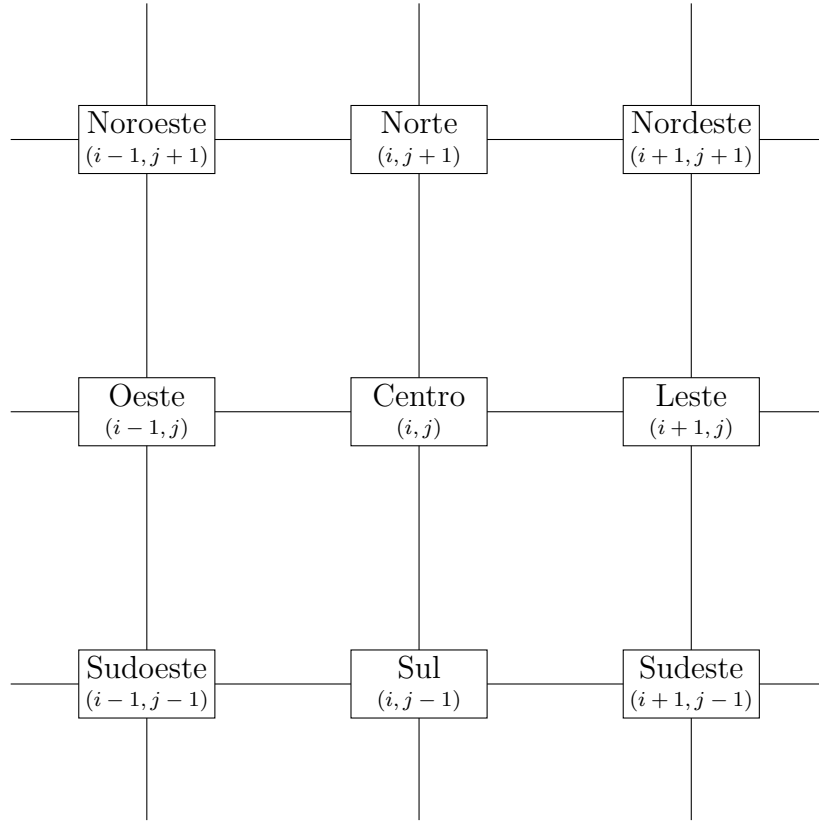 Noroeste
(i − 1, j + 1)
Norte
(i, j + 1)
Nordeste
(i + 1, j + 1)
Oeste
(i − 1, j)
Centro
(i, j)
Leste
(i + 1, j)
Sudoeste
(i − 1, j − 1)
Sul
(i, j − 1)
Sudeste
(i + 1, j − 1)